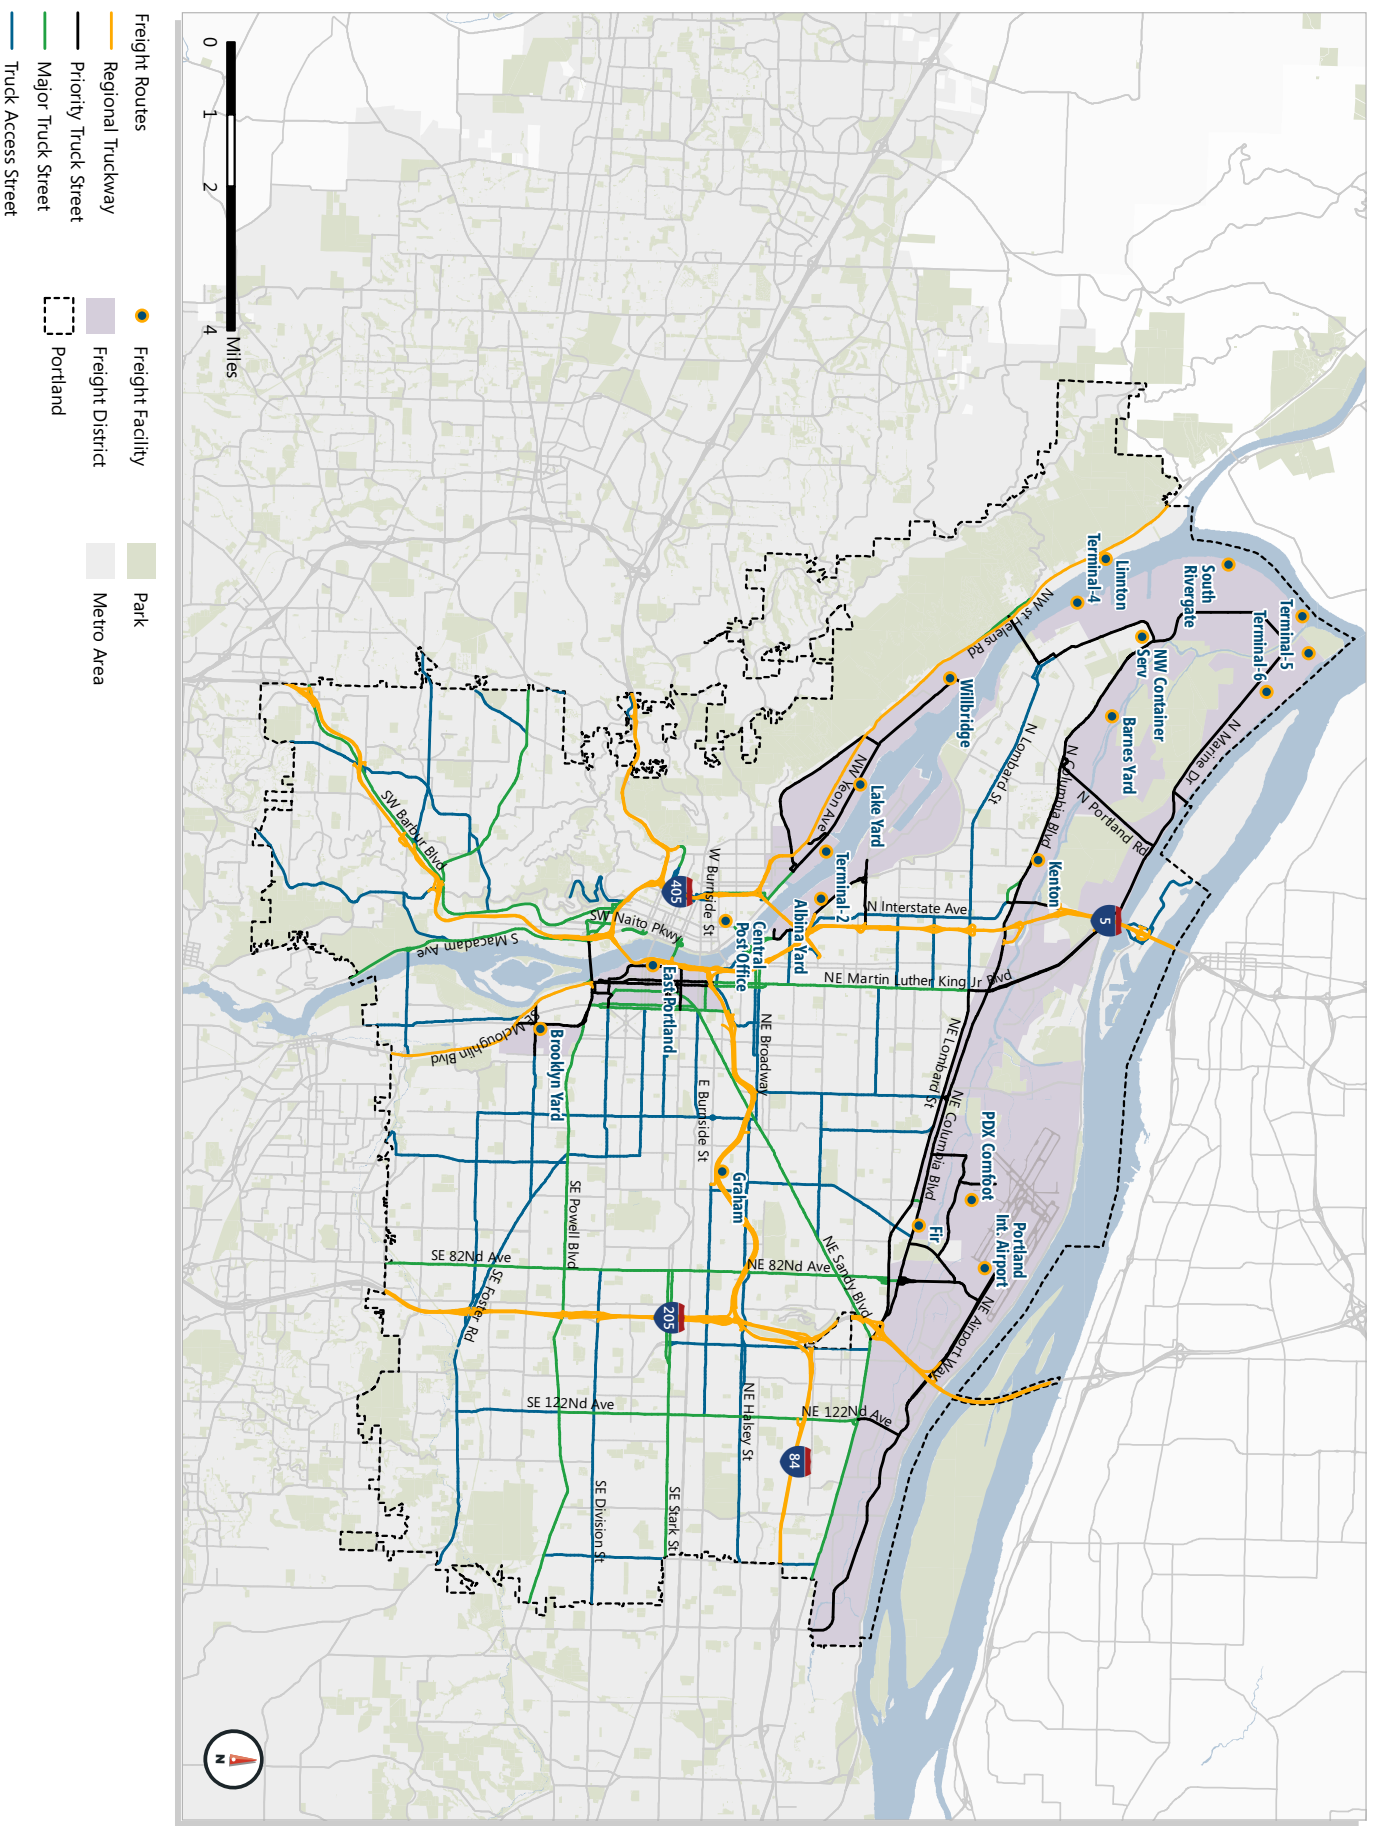 Freight Routes
Regional Truckway
Priority Truck Street
Major Truck Street
Truck Access Street
Freight Facility
Freight District
Portland
Park
Metro Area
0
1
2
4
Miles
Terminal-5
Terminal-6
South
Rivergate
Linnton
Terminal-4
NW Container
Serv
Barnes Yard
N Marine Dr
NW St Helens Rd
Willbridge
N Lombard St
N Columbia Blvd
N Portland Rd
Kenton
5
NW Yeon Ave
Lake Yard
Terminal-2
Albina Yard
N Interstate Ave
Central
Post Office
W Burnside St
405
SW Naito Pkwy
SW Barbur Blvd
S Macadam Ave
NE Martin Luther King Jr Blvd
East Portland
SE Mcloughlin Blvd
Brooklyn Yard
NE Broadway
E Burnside St
NE Lombard St
NE Columbia Blvd
PDX Cornfoot
Portland
Int. Airport
Fir
Graham
SE Powell Blvd
SE 82Nd Ave
NE 82Nd Ave
NE Sandy Blvd
NE Airport Way
SE Foster Rd
205
SE 122Nd Ave
NE 122Nd Ave
NE Halsey St
84
SE Division St
SE Stark St
N